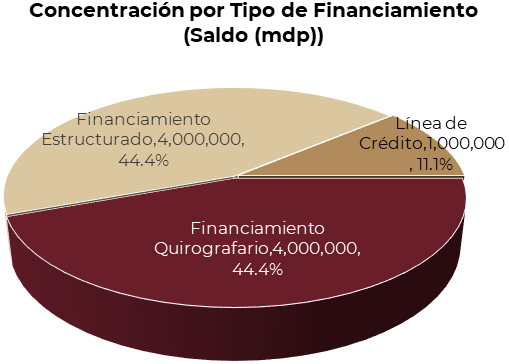 Concentración por Tipo de Financiamiento
(Saldo (mdp))
Financiamiento
Estructurado,4,000,000,
44.4%
Línea de
Crédito,1,000,000
, 11.1%
Financiamiento
Quirografario,4,000,000,
44.4%